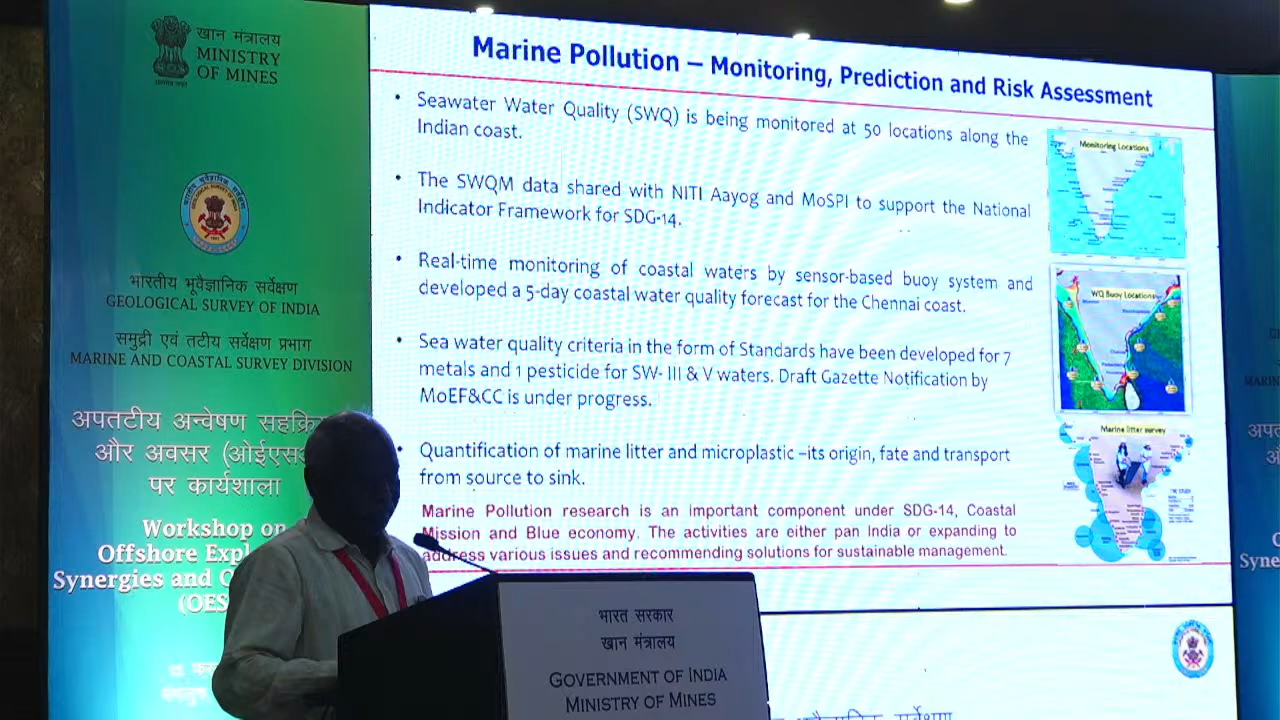 खान मंत्रालय
MINISTRY
OF MINES
भारतीय भूवैज्ञानिक सर्वेक्षण
GEOLOGICAL SURVEY OF INDIA
समुद्री एवं तटीय सर्वेक्षण प्रभाग
MARINE AND COASTAL SURVEY DIVISION
अपतटीय अन्वेषण
और अवसर
पर कार्यशाला
Workshop on
Offshore
Synergies and
Marine Pollution – Monitoring, Prediction and Risk Assessment
• Seawater Water Quality (SWQ) is being monitored at 50 locations along the
Indian coast.
• The SWQM data shared with NITI Aayog and MoSPI to support the National
Indicator Framework for SDG-14.
• Real-time monitoring of coastal waters by sensor-based buoy system and
developed a 5-day coastal water quality forecast for the Chennai coast.
• Sea water quality criteria in the form of Standards have been developed for 7
metals and 1 pesticide for SW- III & V waters. Draft Gazette Notification by
MoEF&CC is under progress.
• Quantification of marine litter and microplastic –its origin, fate and transport
from source to sink.
Marine Pollution research is an important component under SDG-14, Coastal
Mission and Blue economy. The activities are either pan India or expanding to
address various issues and recommending solutions for sustainable management.
Monitoring Locations
WQ Buoy Locations
Marine litter survey
भारत सरकार
खान मंत्रालय
GOVERNMENT OF INDIA
MINISTRY OF MINES